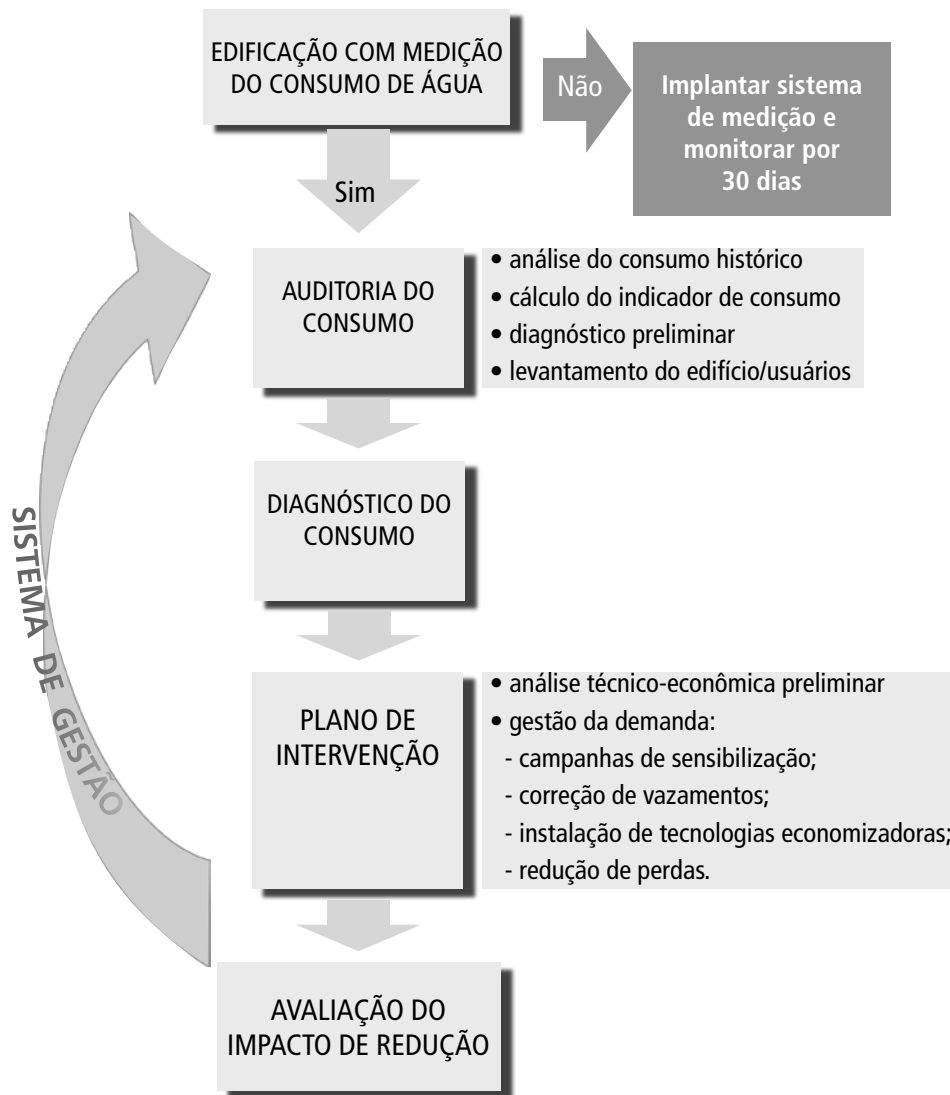 EDIFICAÇÃO COM MEDIÇÃO
DO CONSUMO DE ÁGUA
Não
Implantar sistema
de medição e
monitorar por
30 dias
Sim
AUDITORIA DO
CONSUMO
• análise do consumo histórico
• cálculo do indicador de consumo
• diagnóstico preliminar
• levantamento do edifício/usuários
DIAGNÓSTICO DO
CONSUMO
SISTEMA DE GESTÃO
PLANO DE
INTERVENÇÃO
• análise técnico-econômica preliminar
• gestão da demanda:
- campanhas de sensibilização;
- correção de vazamentos;
- instalação de tecnologias economizadoras;
- redução de perdas.
AVALIAÇÃO DO
IMPACTO DE REDUÇÃO